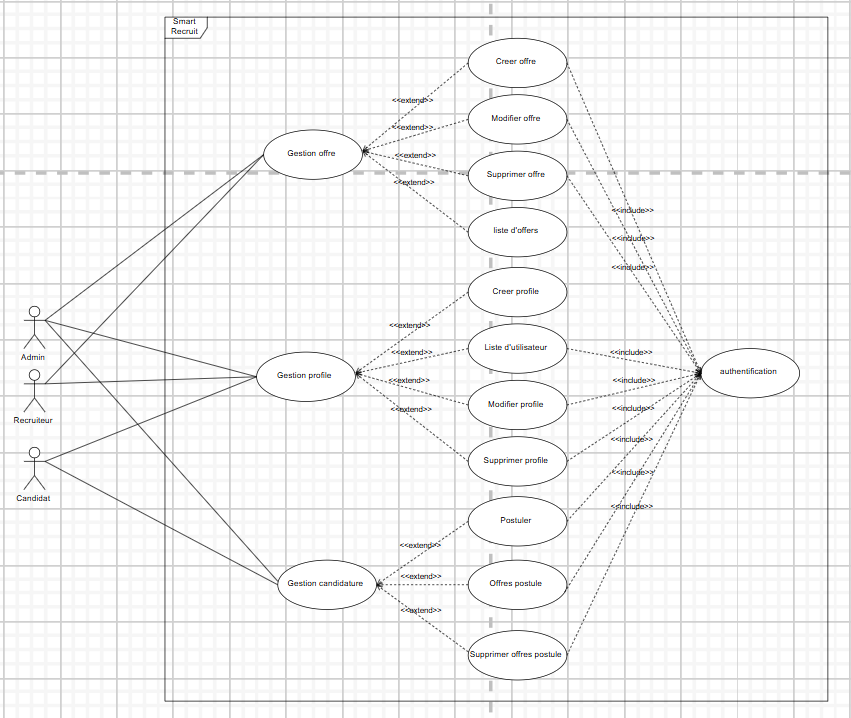 Smart
Recruit
Creer offre
<<extend>>
Modifier offre
<<extend>>
Gestion offre
<<extend>>
Supprimer offre
<<extend>>
<<include>>
liste d'offers
<<include>>
<<include>>
Creer profile
<<extend>>
Admin
Liste d'utilisateur
<<extend>>
<<include>>
authentification
Gestion profile
<<extend>>
<<include>>
Modifier profile
<<extend>>
<<include>>
Recruiteur
<<include>>
Supprimer profile
<<include>>
Candidat
<<include>>
Postuler
<<extend>>
<<extend>>
Gestion candidature
Offres postule
<<extend>>
Supprimer offres postule